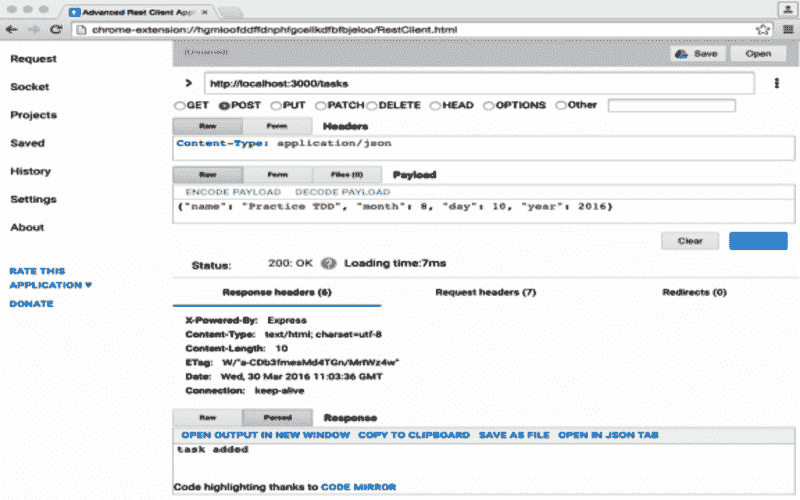 Advanced Rest Client App
chrome-extension://hgmloofddffdnphfgcellkdfbfbjeloo/RestClient.html
Request
Socket
Projects
Saved
History
Settings
About
RATE THIS
APPLICATION
DONATE
[Unnamed]
Save
Open
http://localhost:3000/tasks
GET POST PUT PATCH DELETE HEAD OPTIONS Other
Raw Form Headers
Content-Type: application/json
Raw Form Files (0) Payload
ENCODE PAYLOAD DECODE PAYLOAD
{"name": "Practice TDD", "month": 8, "day": 10, "year": 2016}
Clear
Status: 200: OK Loading time:7ms
Response headers (6) Request headers (7) Redirects (0)
X-Powered-By: Express
Content-Type: text/html; charset=utf-8
Content-Length: 10
ETag:
Date: Wed, 30 Mar 2016 11:03:36 GMT
Connection: keep-alive
Raw Parsed Response
OPEN OUTPUT IN NEW WINDOW COPY TO CLIPBOARD SAVE AS FILE OPEN IN JSON TAB
task added
Code highlighting thanks to CODE MIRROR